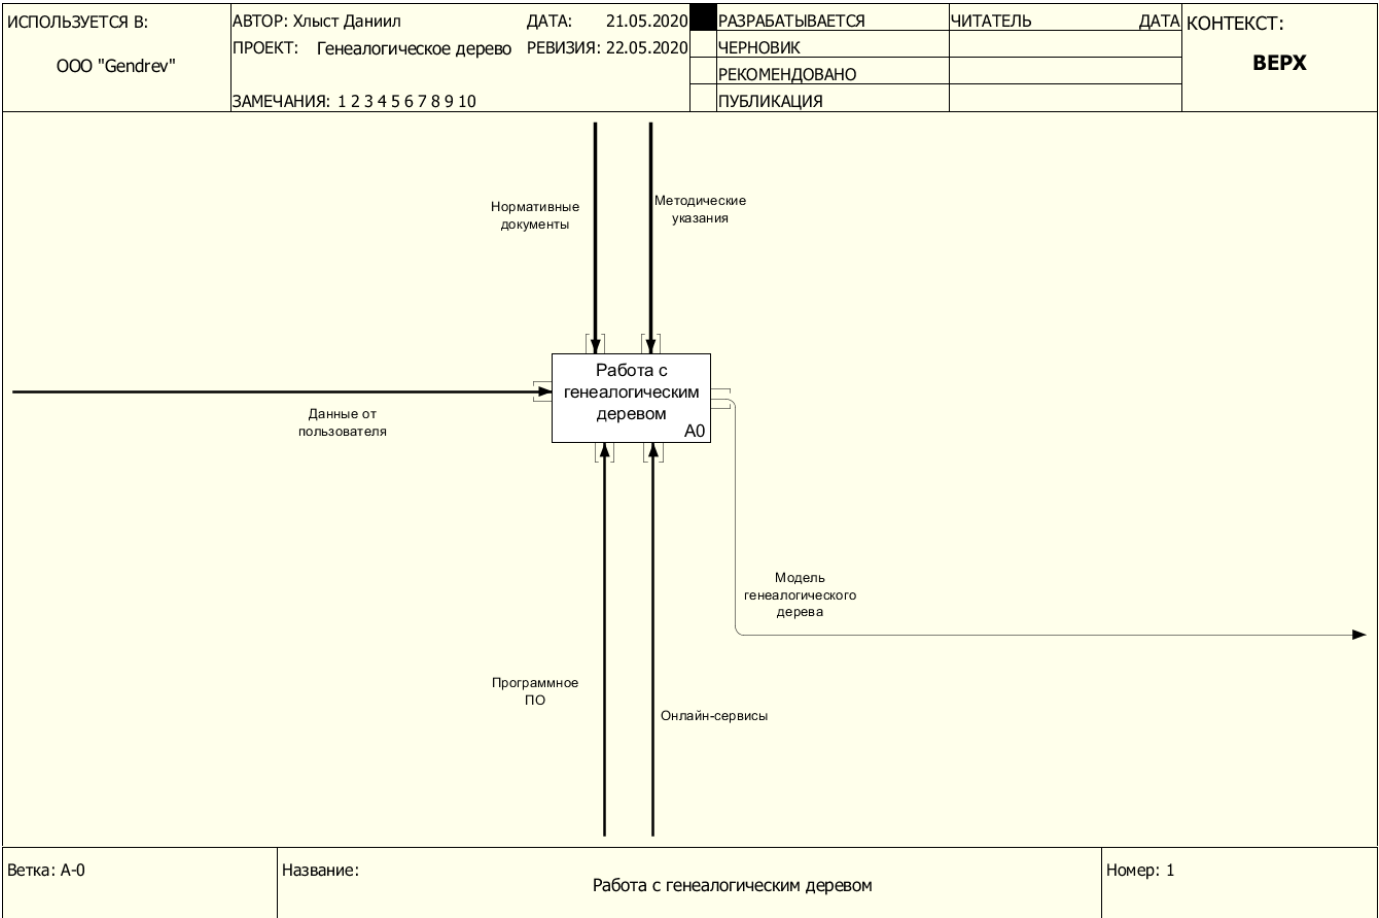 ИСПОЛЬЗУЕТСЯ В:
ООО "Gendrev"
АВТОР: Хлыст Даниил
ДАТА: 21.05.2020
ПРОЕКТ: Генеалогическое дерево
РЕВИЗИЯ: 22.05.2020
ЗАМЕЧАНИЯ: 1 2 3 4 5 6 7 8 9 10
РАЗРАБАТЫВАЕТСЯ
ЧЕРНОВИК
РЕКОМЕНДОВАНО
ПУБЛИКАЦИЯ
ЧИТАТЕЛЬ
ДАТА
КОНТЕКСТ:
ВЕРХ
Нормативные
документы
Методические
указания
Работа с
генеалогическим
деревом
A0
Данные от
пользователя
Модель
генеалогического
дерева
Программное
ПО
Онлайн-сервисы
Ветка: A-0
Название:
Работа с генеалогическим деревом
Номер: 1